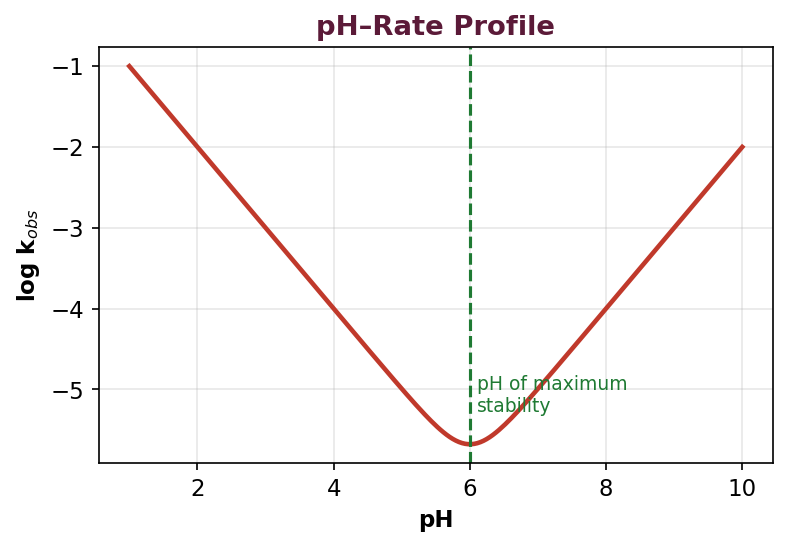 pH–Rate Profile
log k_obs
−1
−2
−3
−4
−5
pH of maximum
stability
2
4
6
8
10
pH